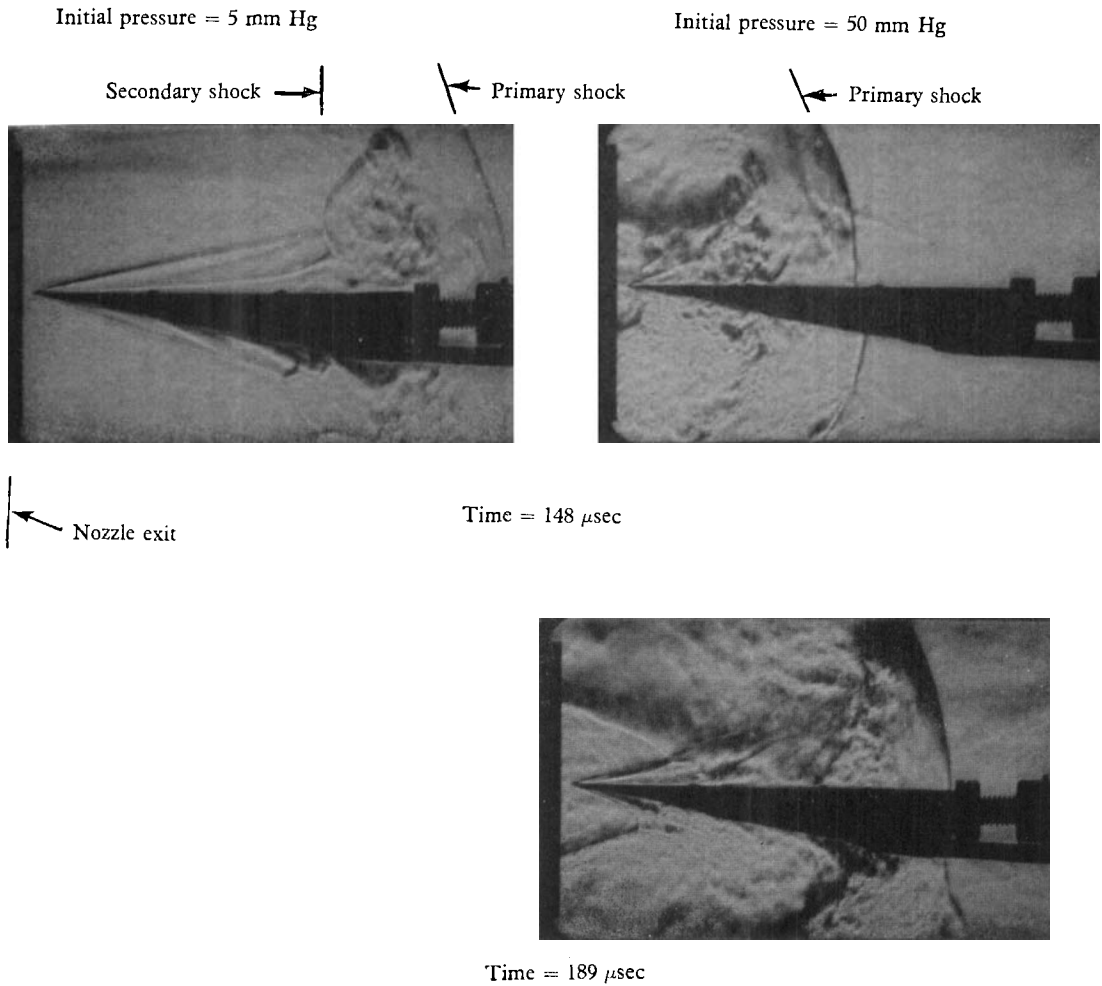 Initial pressure = 5 mm Hg
Initial pressure = 50 mm Hg
Secondary shock
Primary shock
Primary shock
Nozzle exit
Time = 148 μsec
Time = 189 μsec